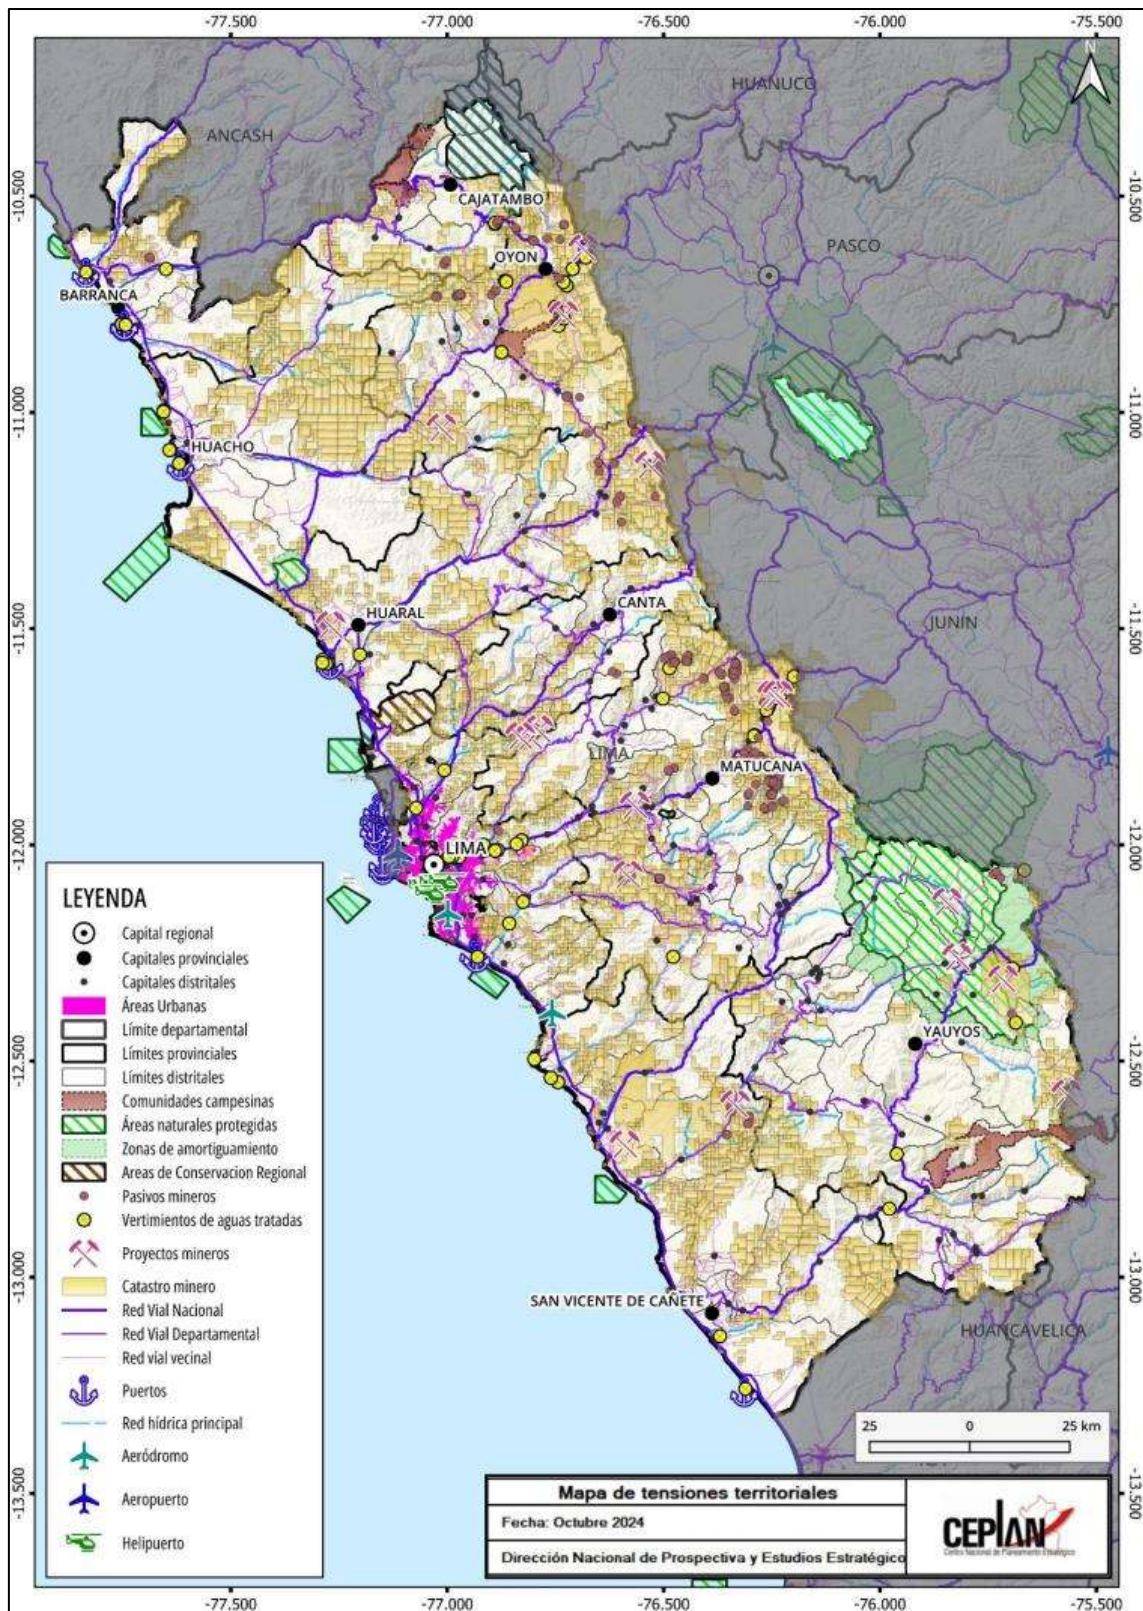 -77.500 -77.000 -76.500 -76.000 -75.500
N
HUANUCO
ANCASH
-10.500 -10.500
CAJATAMBO
PASCO
OYON
BARRANCA
-11.000 -11.000
HUACHO
CANTA
HUARAL
JUNIN
-11.500 -11.500
LIMA
MATUCANA
LIMA
-12.000 -12.000
YAUYOS
-12.500 -12.500
SAN VICENTE DE CAÑETE
HUANCAVELICA
-13.000 -13.000
-13.500 -13.500
LEYENDA
Capital regional
Capitales provinciales
Capitales distritales
Áreas Urbanas
Límite departamental
Límites provinciales
Límites distritales
Comunidades campesinas
Áreas naturales protegidas
Zonas de amortiguamiento
Areas de Conservacion Regional
Pasivos mineros
Vertimientos de aguas tratadas
Proyectos mineros
Catastro minero
Red Vial Nacional
Red Vial Departamental
Red vial vecinal
Puertos
Red hídrica principal
Aeródromo
Aeropuerto
Helipuerto
25 0 25 km
Mapa de tensiones territoriales
Fecha: Octubre 2024
Dirección Nacional de Prospectiva y Estudios Estratégico
CEPLAN
Centro Nacional de Planeamiento Estratégico
-77.500 -77.000 -76.500 -76.000 -75.500